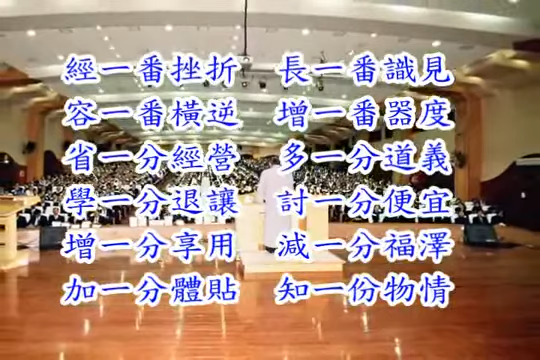 經一番挫折 長一番識見
容一番橫逆 增一番器度
省一分經營 多一分道義
學一分退讓 討一分便宜
增一分享用 減一分福澤
加一分體貼 知一份物情